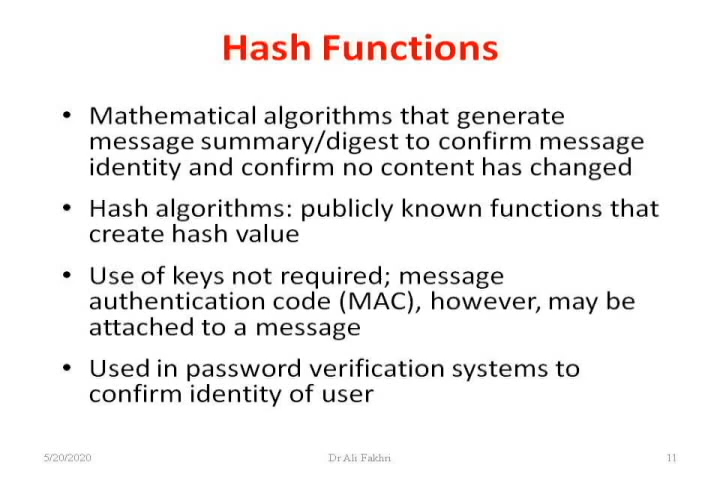 Hash Functions
• Mathematical algorithms that generate
message summary/digest to confirm message
identity and confirm no content has changed
• Hash algorithms: publicly known functions that
create hash value
• Use of keys not required; message
authentication code (MAC), however, may be
attached to a message
• Used in password verification systems to
confirm identity of user
5/20/2020 Dr Ali Fakhri 11